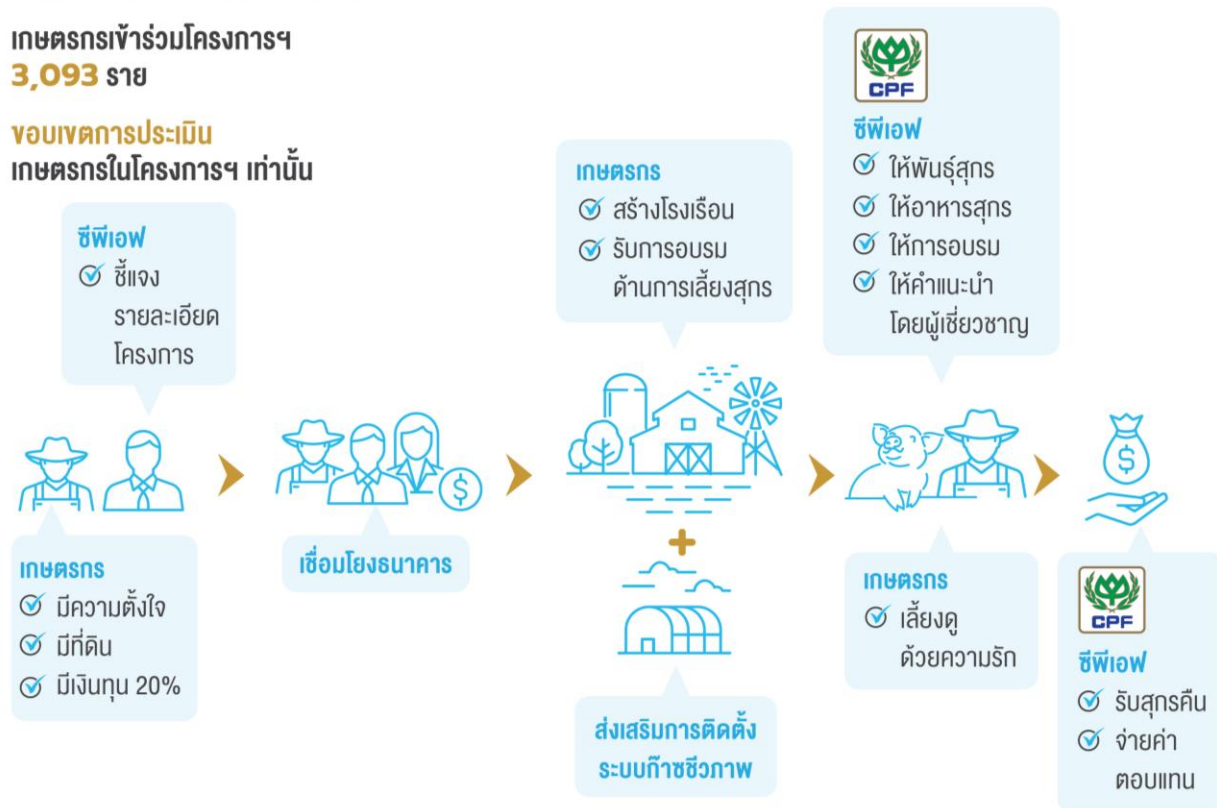 เกษตรกรเข้าร่วมโครงการฯ
3,093 ราย
ขอบเขตการประเมิน
เกษตรกรในโครงการฯ เท่านั้น
ซีพีเอฟ
ชี้แจง
รายละเอียด
โครงการ
เกษตรกร
มีความตั้งใจ
มีที่ดิน
มีเงินทุน 20%
$
เชื่อมโยงธนาคาร
เกษตรกร
สร้างโรงเรือน
รับการอบรม
ด้านการเลี้ยงสุกร
+
ส่งเสริมการติดตั้ง
ระบบก๊าซชีวภาพ
CPF
ซีพีเอฟ
ให้พันธุ์สุกร
ให้อาหารสุกร
ให้การอบรม
ให้คำแนะนำ
โดยผู้เชี่ยวชาญ
เกษตรกร
เลี้ยงดู
ด้วยความรัก
$
CPF
ซีพีเอฟ
รับสุกรคืน
จ่ายค่า
ตอบแทน